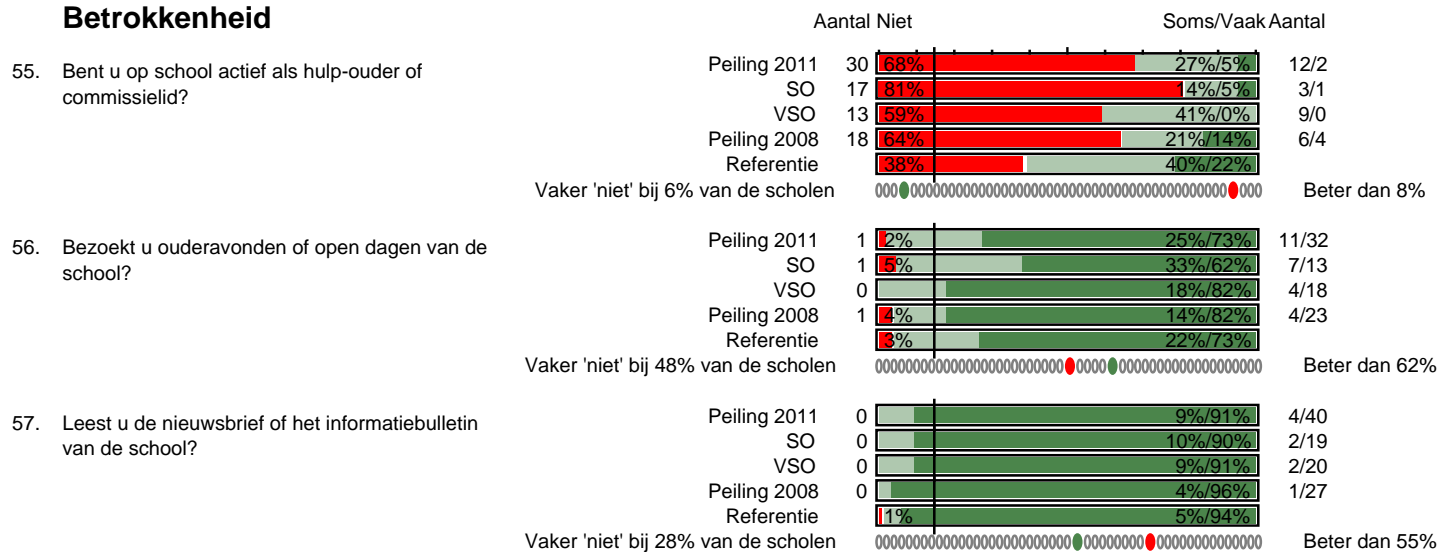 Betrokkenheid
Aantal Niet Soms/Vaak Aantal
55. Bent u op school actief als hulp-ouder of
commissielid?
Peiling 2011 30 68% 27%/5% 12/2
SO 17 81% 14%/5% 3/1
VSO 13 59% 41%/0% 9/0
Peiling 2008 18 64% 21%/14% 6/4
Referentie 38% 40%/22%
Vaker 'niet' bij 6% van de scholen Beter dan 8%
56. Bezoekt u ouderavonden of open dagen van de
school?
Peiling 2011 1 2% 25%/73% 11/32
SO 1 5% 33%/62% 7/13
VSO 0 18%/82% 4/18
Peiling 2008 1 4% 14%/82% 4/23
Referentie 3% 22%/73%
Vaker 'niet' bij 48% van de scholen Beter dan 62%
57. Leest u de nieuwsbrief of het informatiebulletin
van de school?
Peiling 2011 0 9%/91% 4/40
SO 0 10%/90% 2/19
VSO 0 9%/91% 2/20
Peiling 2008 0 4%/96% 1/27
Referentie 1% 5%/94%
Vaker 'niet' bij 28% van de scholen Beter dan 55%